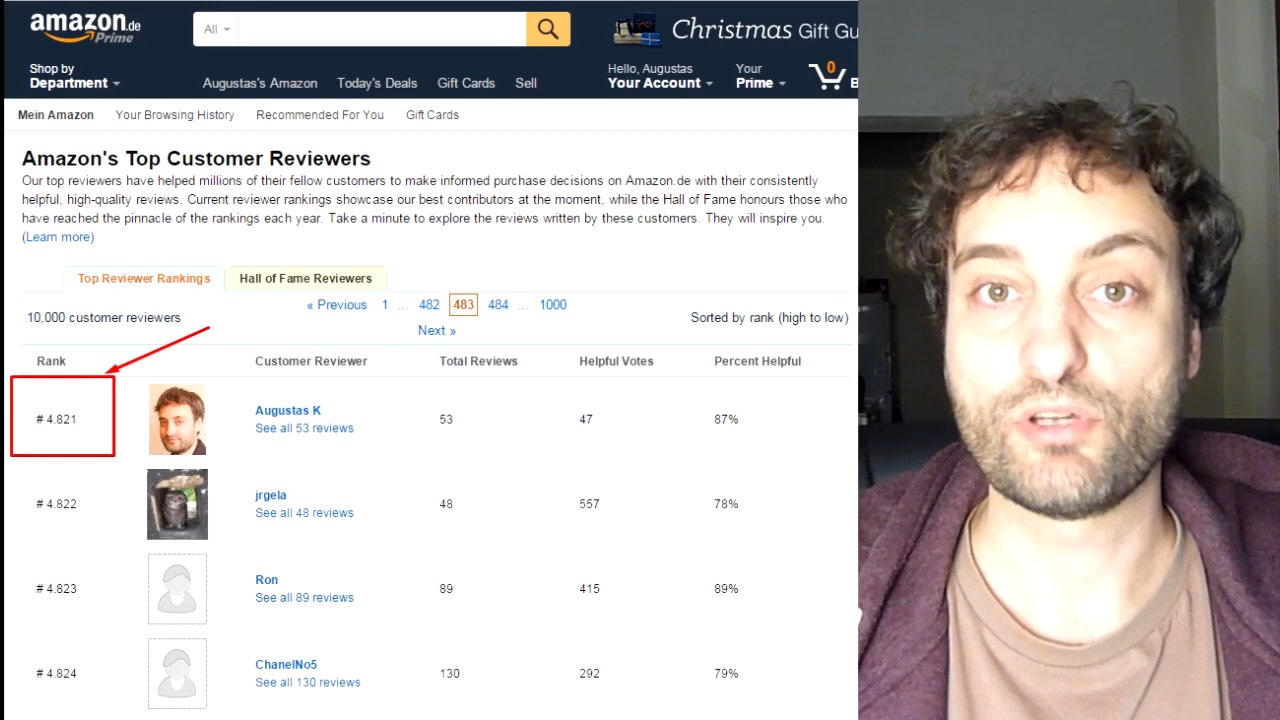 amazon.de
Prime
All
Christmas Gift Gu
Shop by
Department
Augustas's Amazon
Today's Deals
Gift Cards
Sell
Hello, Augustas
Your Account
Your
Prime
0
B
Mein Amazon
Your Browsing History
Recommended For You
Gift Cards
Amazon's Top Customer Reviewers
Our top reviewers have helped millions of their fellow customers to make informed purchase decisions on Amazon.de with their consistently
helpful, high-quality reviews. Current reviewer rankings showcase our best contributors at the moment, while the Hall of Fame honours those who
have reached the pinnacle of the rankings each year. Take a minute to explore the reviews written by these customers. They will inspire you.
(Learn more)
Top Reviewer Rankings
Hall of Fame Reviewers
« Previous 1 ... 482 483 484 ... 1000
Next »
10,000 customer reviewers
Sorted by rank (high to low)
Rank Customer Reviewer Total Reviews Helpful Votes Percent Helpful
# 4.821 Augustas K 53 47 87%
See all 53 reviews
# 4.822 jrgela 48 557 78%
See all 48 reviews
# 4.823 Ron 89 415 89%
See all 89 reviews
# 4.824 ChanelNo5 130 292 79%
See all 130 reviews